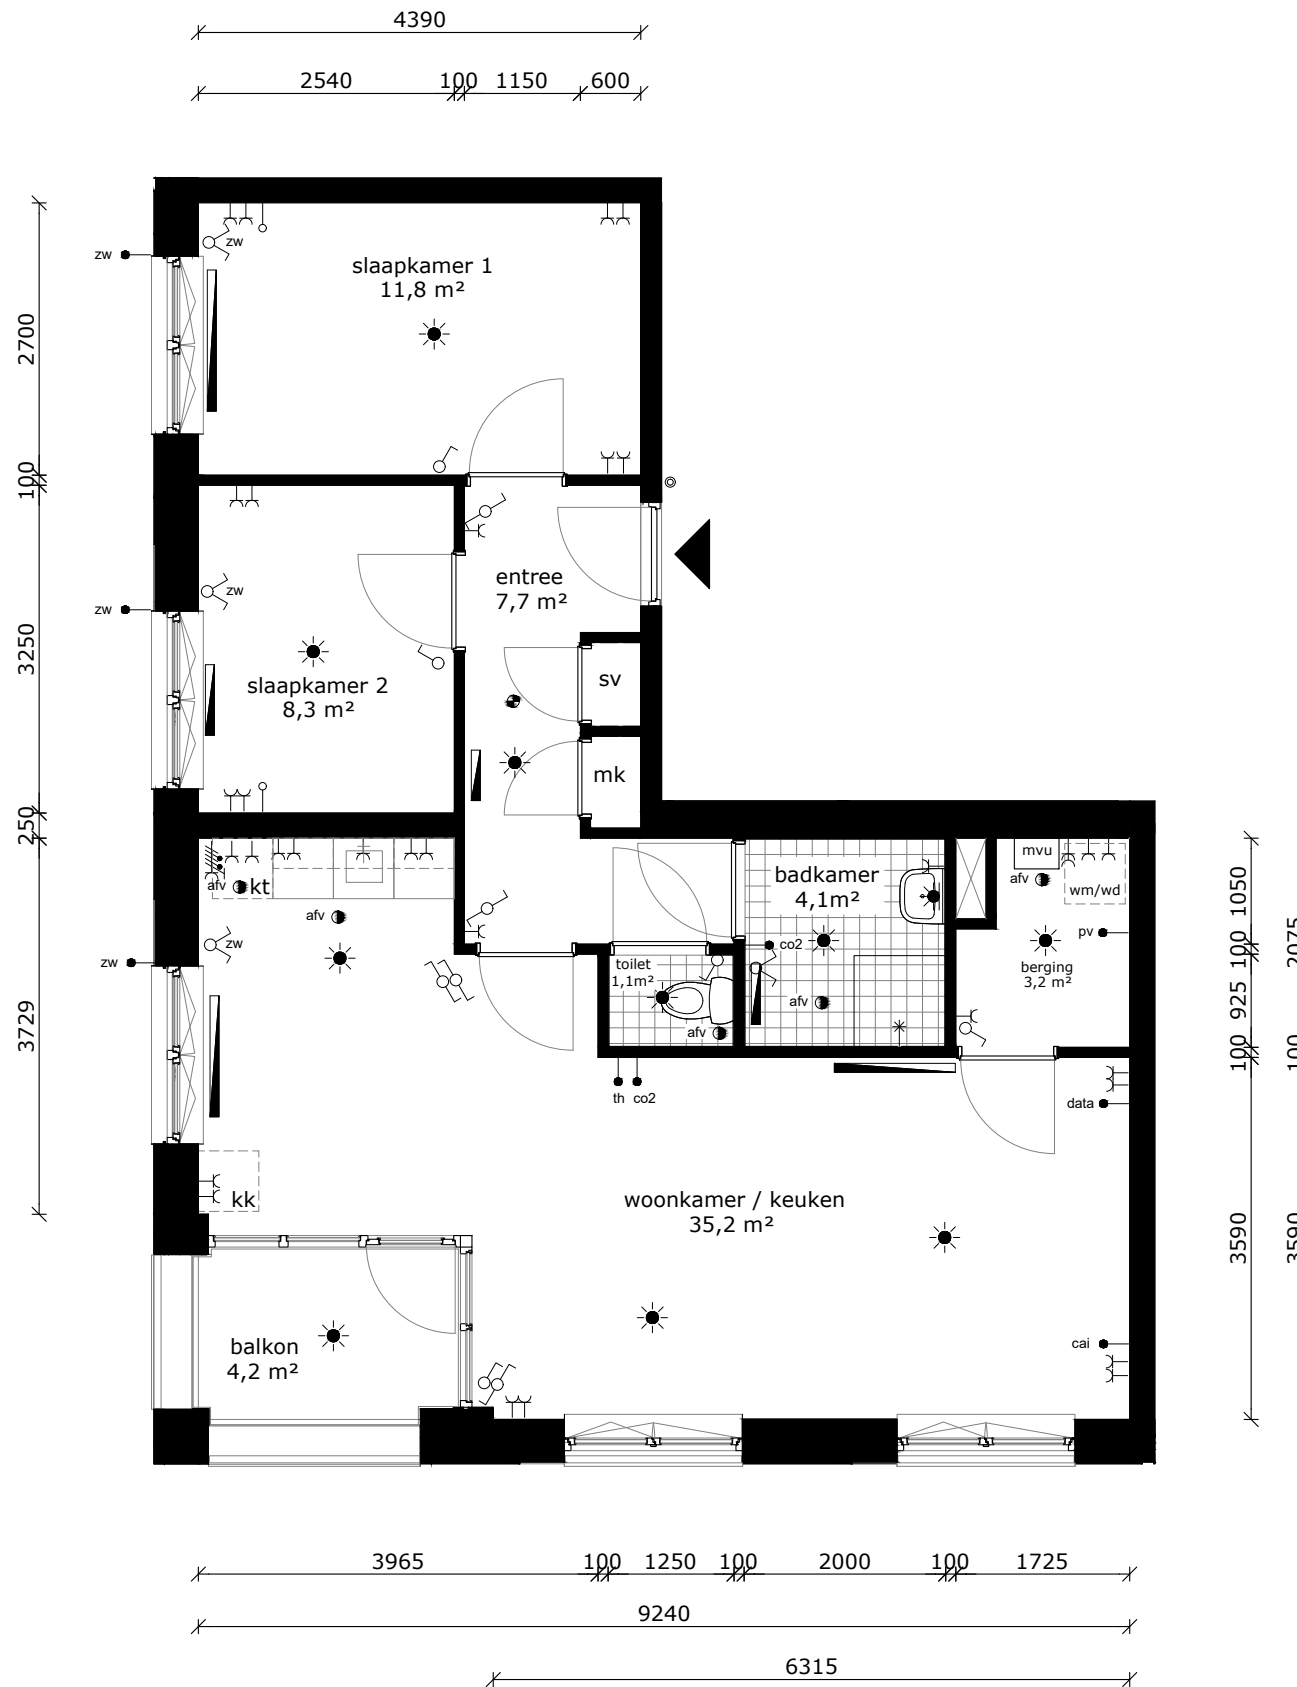 4390
2540 100 1150 600
zw
zw
slaapkamer 1
11,8 m²
2700
100
zw
zw
entree
7,7 m²
3250
slaapkamer 2
8,3 m²
sv
mk
250
afv
kt
afv
zw
zw
badkamer
4,1m²
mvu
afv
wm/wd
pv
co2
toilet
1,1m²
berging
3,2 m²
afv
afv
1050
100
925
100
2075
100
3729
th co2
data
kk
woonkamer / keuken
35,2 m²
3590
3590
balkon
4,2 m²
cai
3965 100 1250 100 2000 100 1725
9240
6315